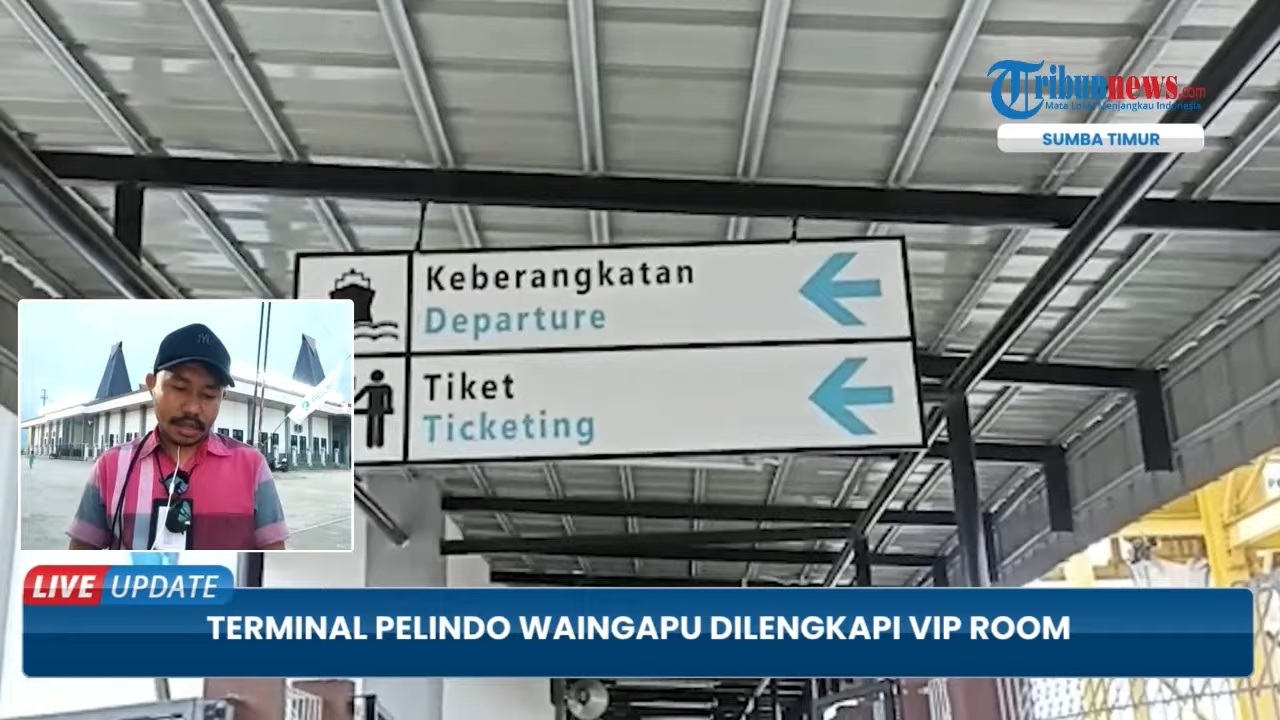 Tribunnews.com
Mata Lokal Menjangkau Indonesia
SUMBA TIMUR
Keberangkatan
Departure
Tiket
Ticketing
LIVE UPDATE
TERMINAL PELINDO WAINGAPU DILENGKAPI VIP ROOM